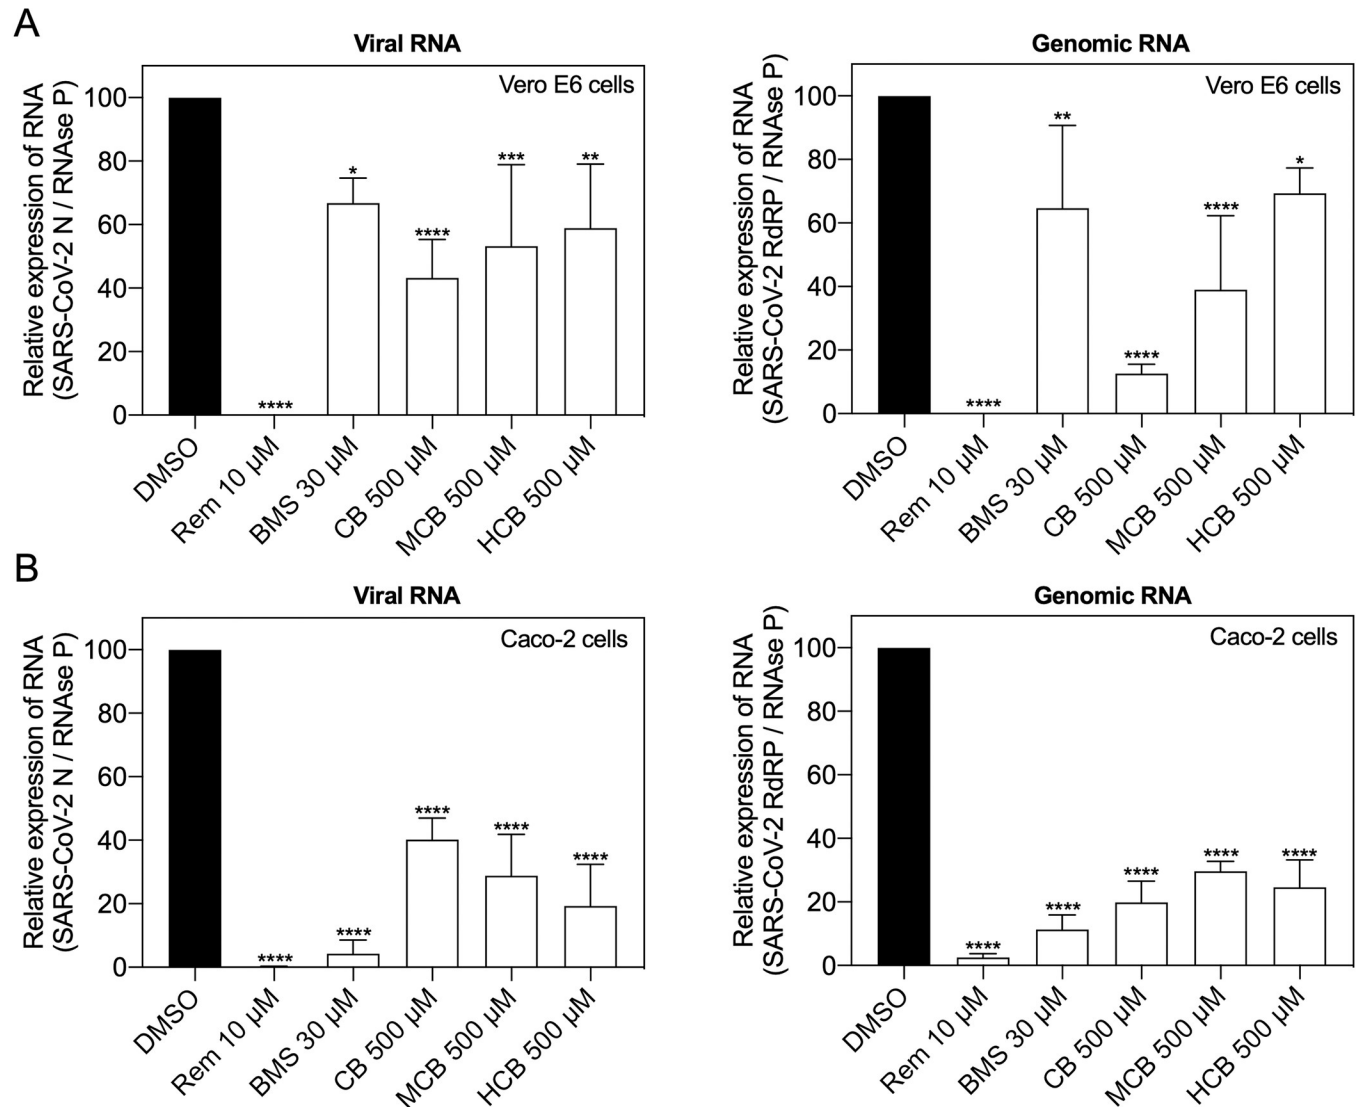 A
Viral RNA
Vero E6 cells
Relative expression of RNA
(SARS-CoV-2 N / RNAse P)
100
80
60
40
20
0
*
****
***
**
****
DMSO
Rem 10 µM
BMS 30 µM
CB 500 µM
MCB 500 µM
HCB 500 µM
Genomic RNA
Vero E6 cells
Relative expression of RNA
(SARS-CoV-2 RdRP / RNAse P)
100
80
60
40
20
0
**
*
****
****
****
DMSO
Rem 10 µM
BMS 30 µM
CB 500 µM
MCB 500 µM
HCB 500 µM
B
Viral RNA
Caco-2 cells
Relative expression of RNA
(SARS-CoV-2 N / RNAse P)
100
80
60
40
20
0
****
****
****
****
****
DMSO
Rem 10 µM
BMS 30 µM
CB 500 µM
MCB 500 µM
HCB 500 µM
Genomic RNA
Caco-2 cells
Relative expression of RNA
(SARS-CoV-2 RdRP / RNAse P)
100
80
60
40
20
0
****
****
****
****
****
DMSO
Rem 10 µM
BMS 30 µM
CB 500 µM
MCB 500 µM
HCB 500 µM